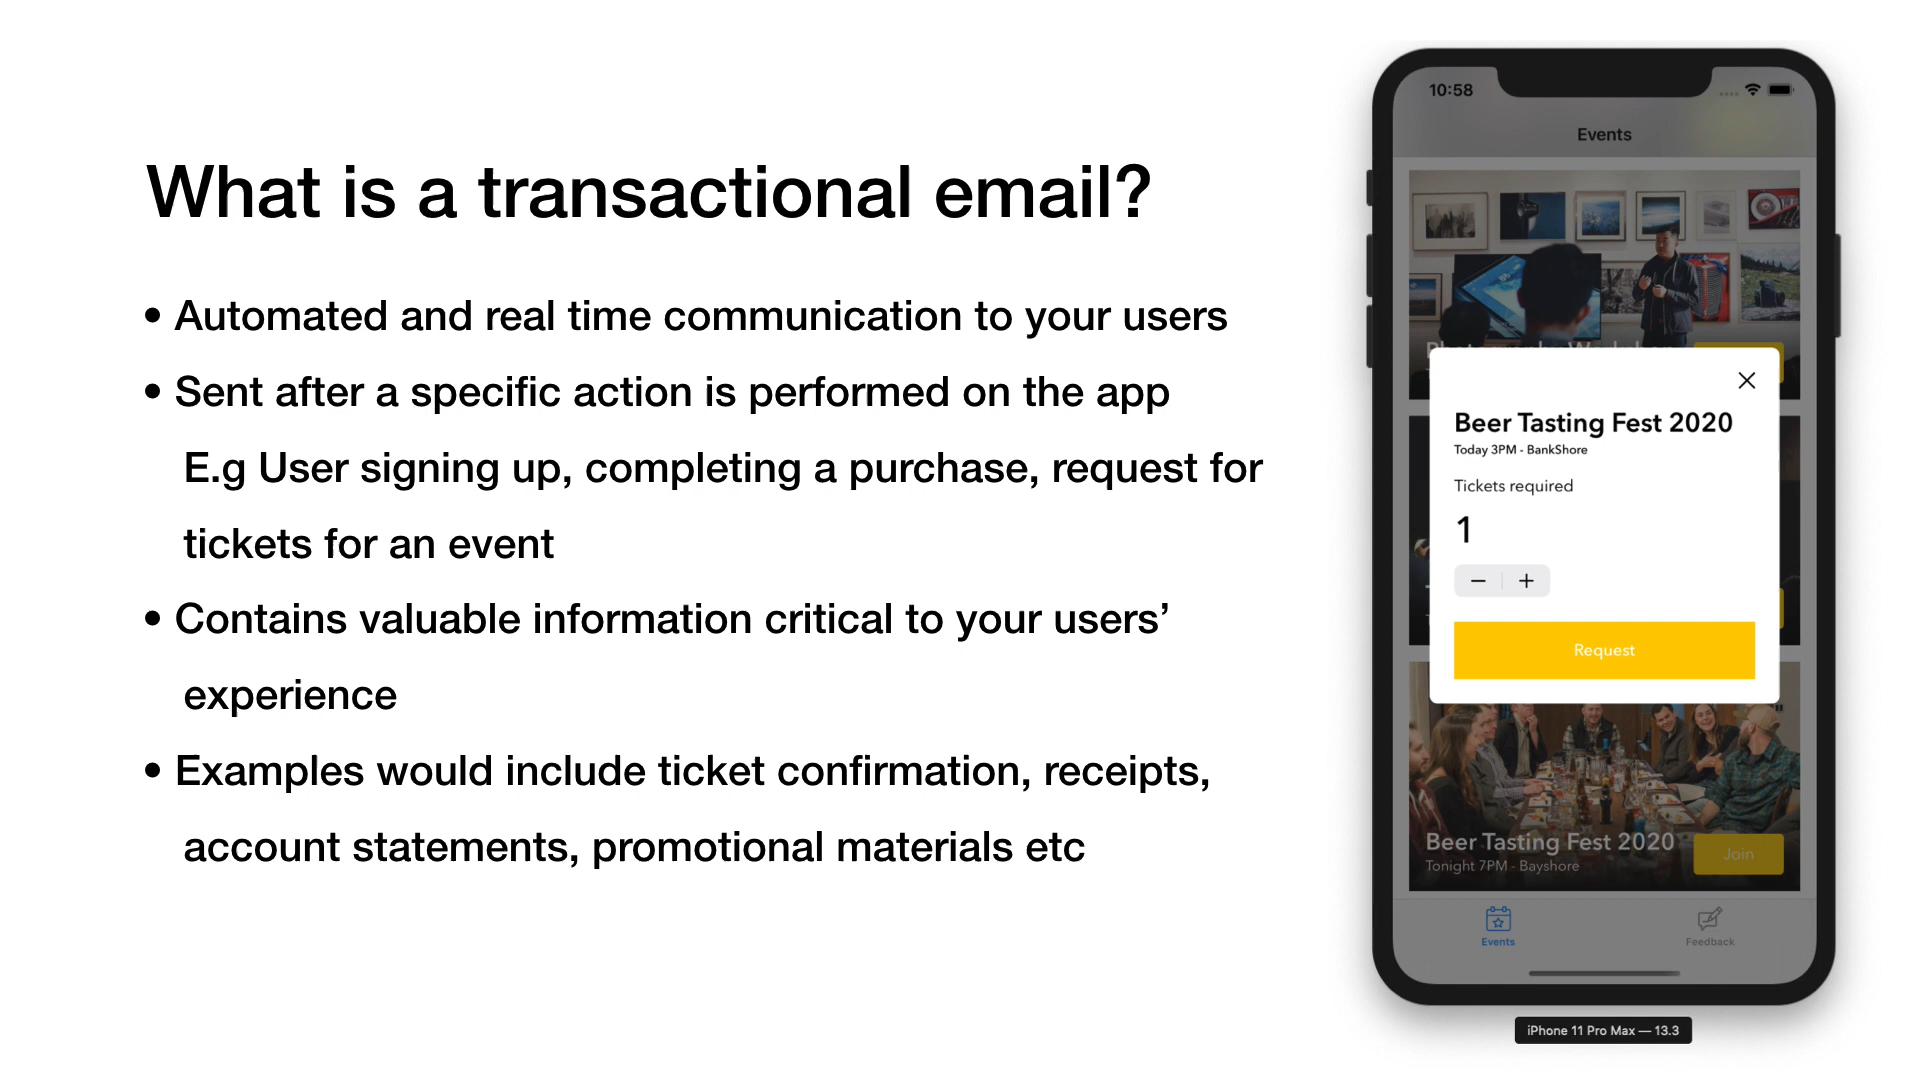 What is a transactional email?
• Automated and real time communication to your users
• Sent after a specific action is performed on the app
E.g User signing up, completing a purchase, request for
tickets for an event
• Contains valuable information critical to your users’
experience
• Examples would include ticket confirmation, receipts,
account statements, promotional materials etc
10:58
Events
Beer Tasting Fest 2020
Today 3PM - BankShore
Tickets required
1
Request
Beer Tasting Fest 2020
Tonight 7PM - Bayshore
Join
Events
Feedback
iPhone 11 Pro Max — 13.3